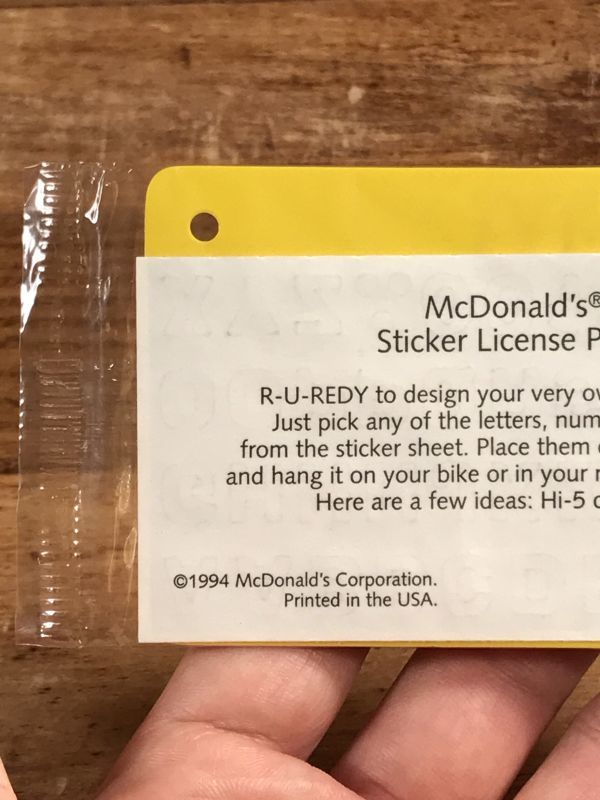 McDonald's®
Sticker License P
R-U-REDY to design your very ov
Just pick any of the letters, num
from the sticker sheet. Place them
and hang it on your bike or in your
Here are a few ideas: Hi-5
©1994 McDonald's Corporation.
Printed in the USA.